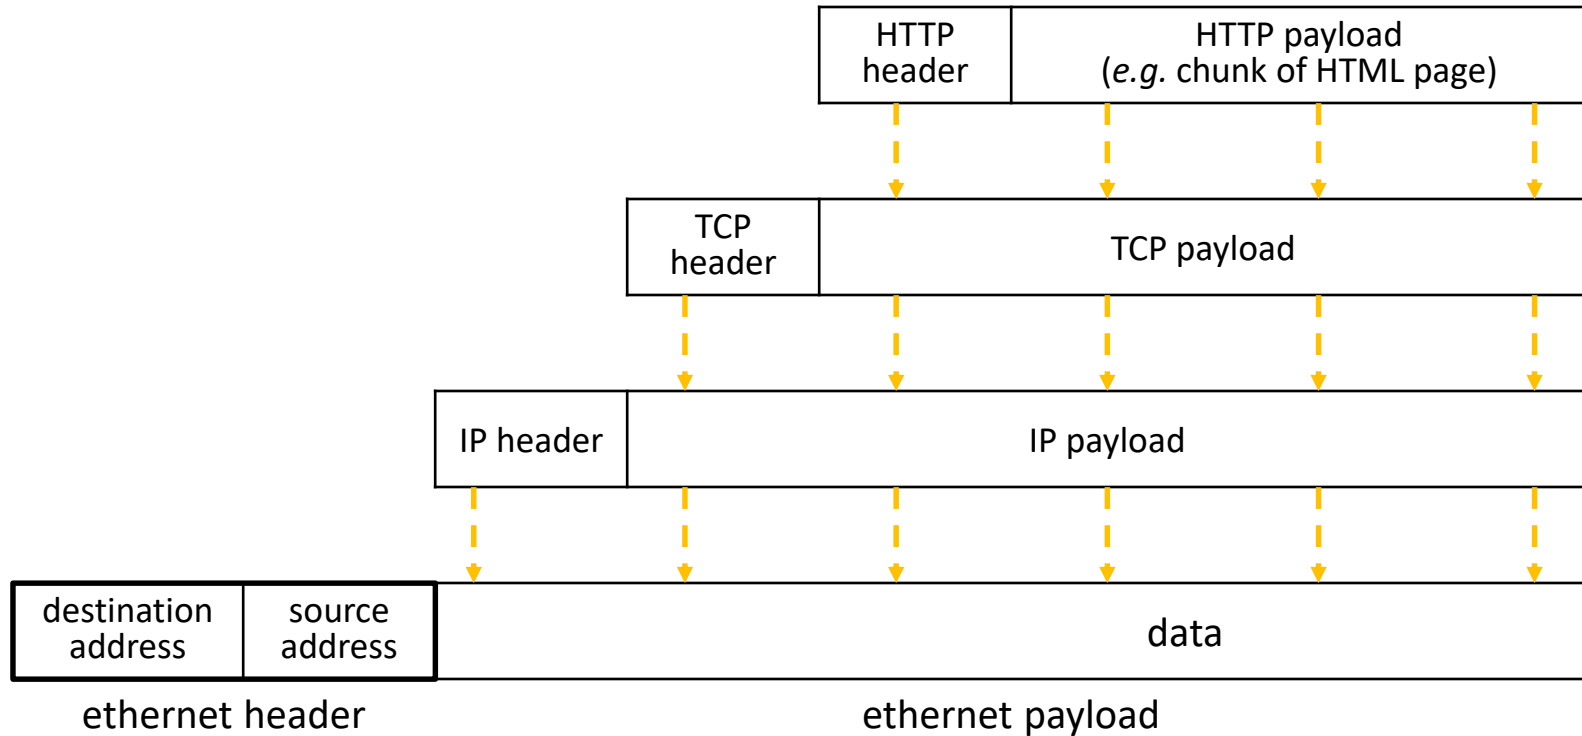 HTTP
header
HTTP payload
(e.g. chunk of HTML page)
TCP
header
TCP payload
IP header
IP payload
destination
address
source
address
data
ethernet header
ethernet payload